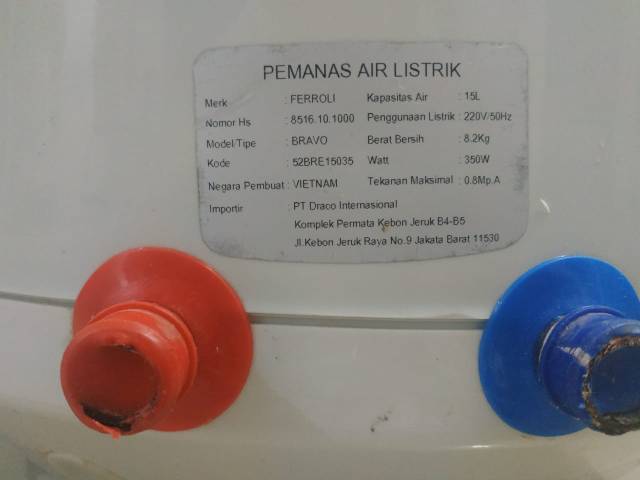 PEMANAS AIR LISTRIK
Merk : FERROLI Kapasitas Air : 15L
Nomor Hs : 8516.10.1000 Penggunaan Listrik : 220V/50Hz
Model/Tipe : BRAVO Berat Bersih : 8.2Kg
Kode : 52BRE15035 Watt : 350W
Negara Pembuat : VIETNAM Tekanan Maksimal : 0.8Mp.A
Importir : PT Draco Internasional
Komplek Permata Kebon Jeruk B4-B5
Jl.Kebon Jeruk Raya No.9 Jakata Barat 11530